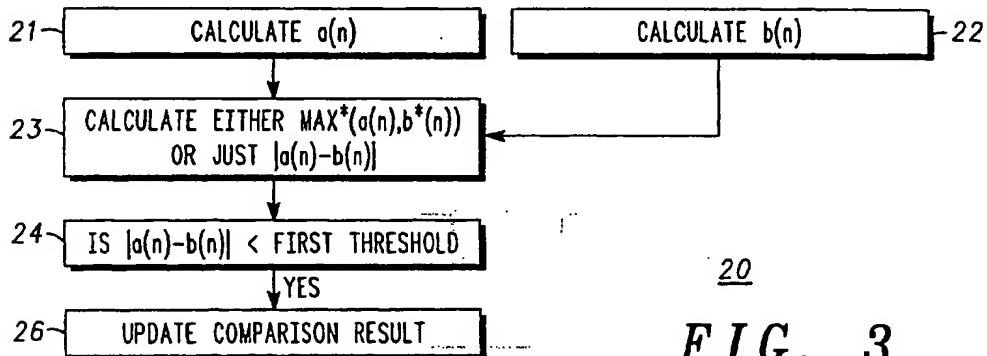 21 CALCULATE a(n)
CALCULATE b(n) 22
23 CALCULATE EITHER MAX*(a(n),b*(n))
OR JUST |a(n)-b(n)|
24 IS |a(n)-b(n)| < FIRST THRESHOLD
YES
20
26 UPDATE COMPARISON RESULT
FIG. 3